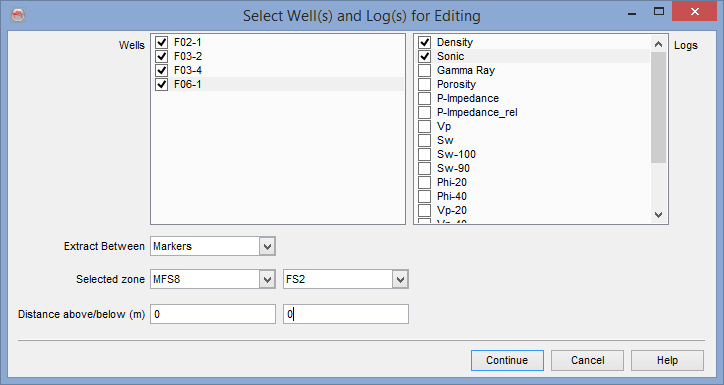 Select Well(s) and Log(s) for Editing
Wells
F02-1
F03-2
F03-4
F06-1
Density
Sonic
Gamma Ray
Porosity
P-Impedance
P-Impedance_rel
Vp
Sw
Sw-100
Sw-90
Phi-20
Phi-40
Vp-20
Logs
Extract Between Markers
Selected zone MFS8 FS2
Distance above/below (m) 0 0
Continue Cancel Help